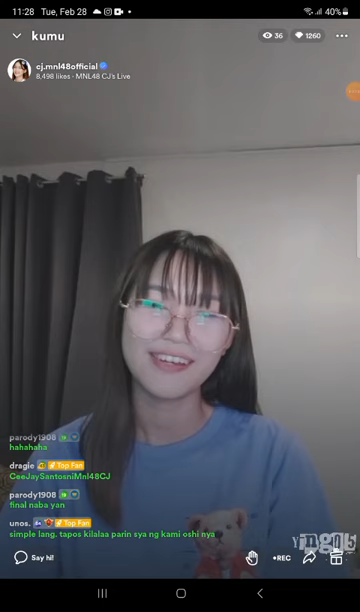 11:28 Tue, Feb 28 40%
kumu 36 1260
cj.mnl48official
8,498 likes · MNL48 CJ's Live
parody1908
hahahaha
dragie Top Fan
CeeJaySantosniMnl48CJ
parody1908
final naba yan
unos. Top Fan
simple lang. tapos kilalaa parin sya ng kami oshi nya
Say hi!
•REC